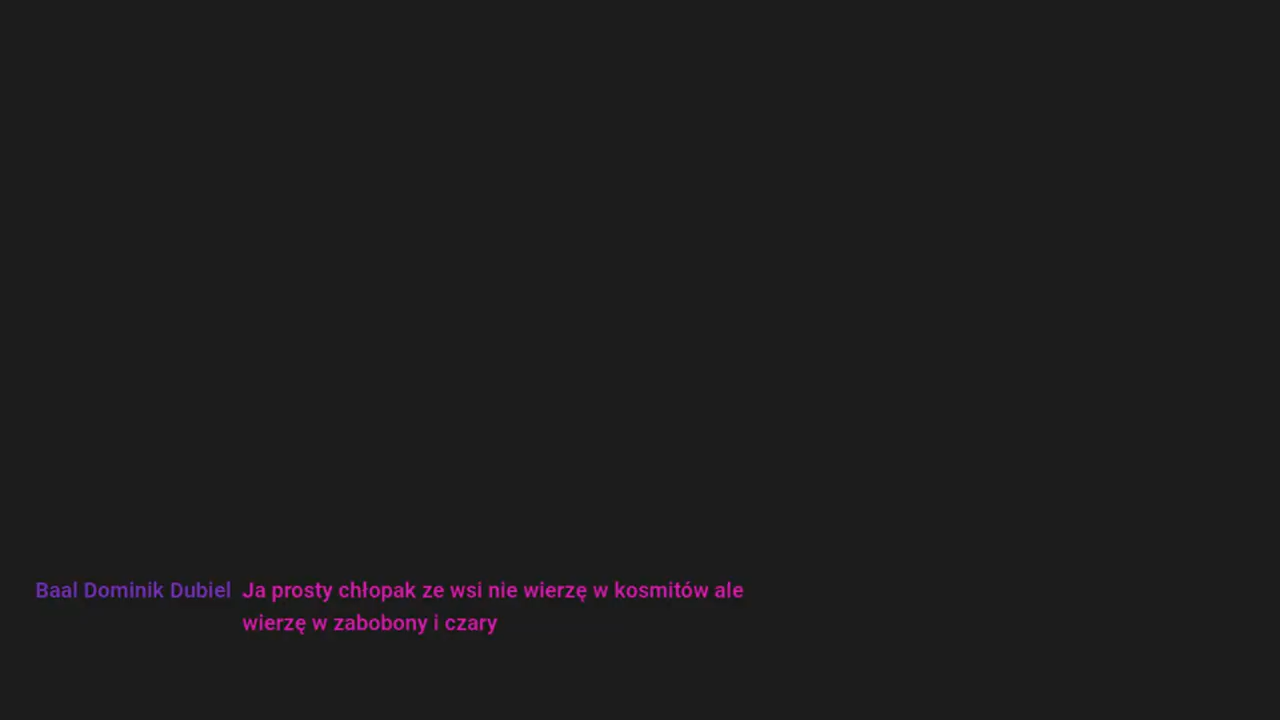 Baal Dominik Dubiel Ja prosty chłopak ze wsi nie wierzę w kosmitów ale
wierzę w zabobony i czary